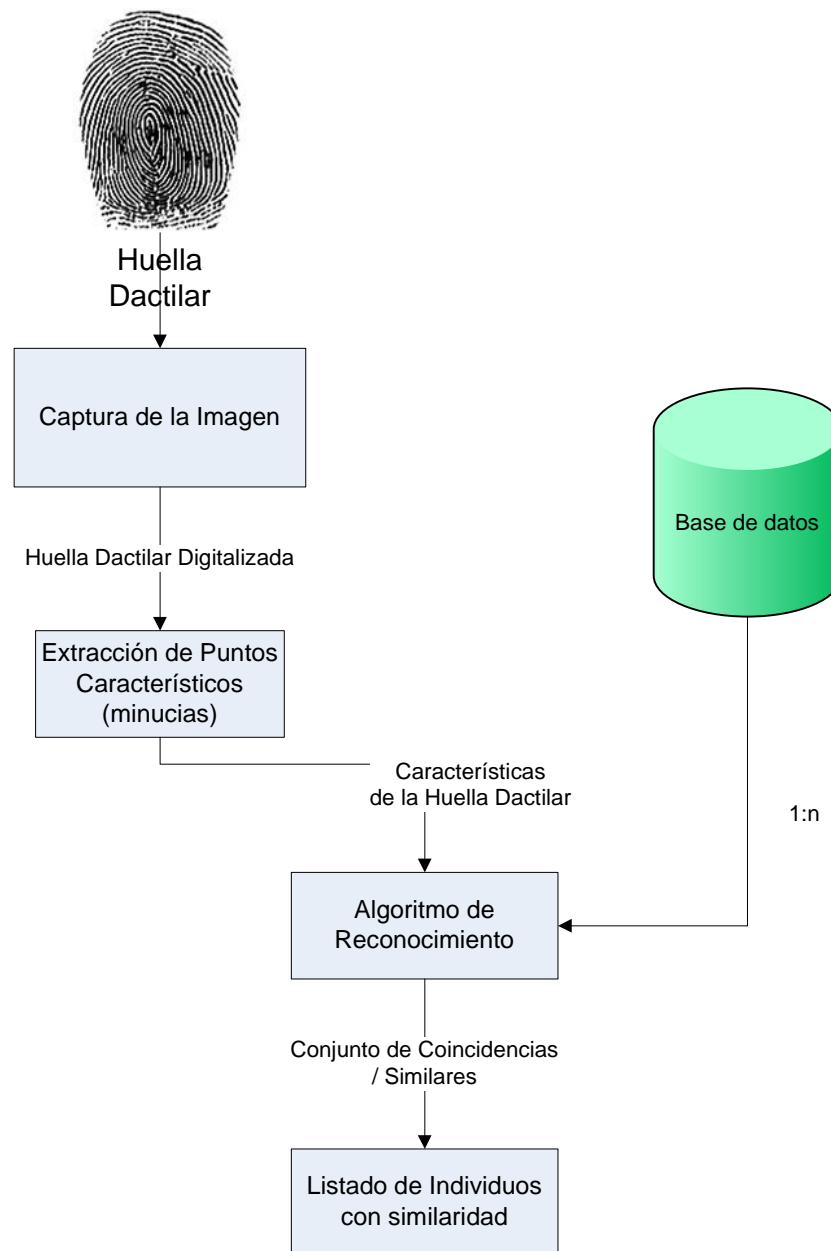 Huella
Dactilar
Captura de la Imagen
Base de datos
Huella Dactilar Digitalizada
Extracción de Puntos
Característicos
(minucias)
Características
de la Huella Dactilar
1:n
Algoritmo de
Reconocimiento
Conjunto de Coincidencias
/ Similares
Listado de Individuos
con similaridad